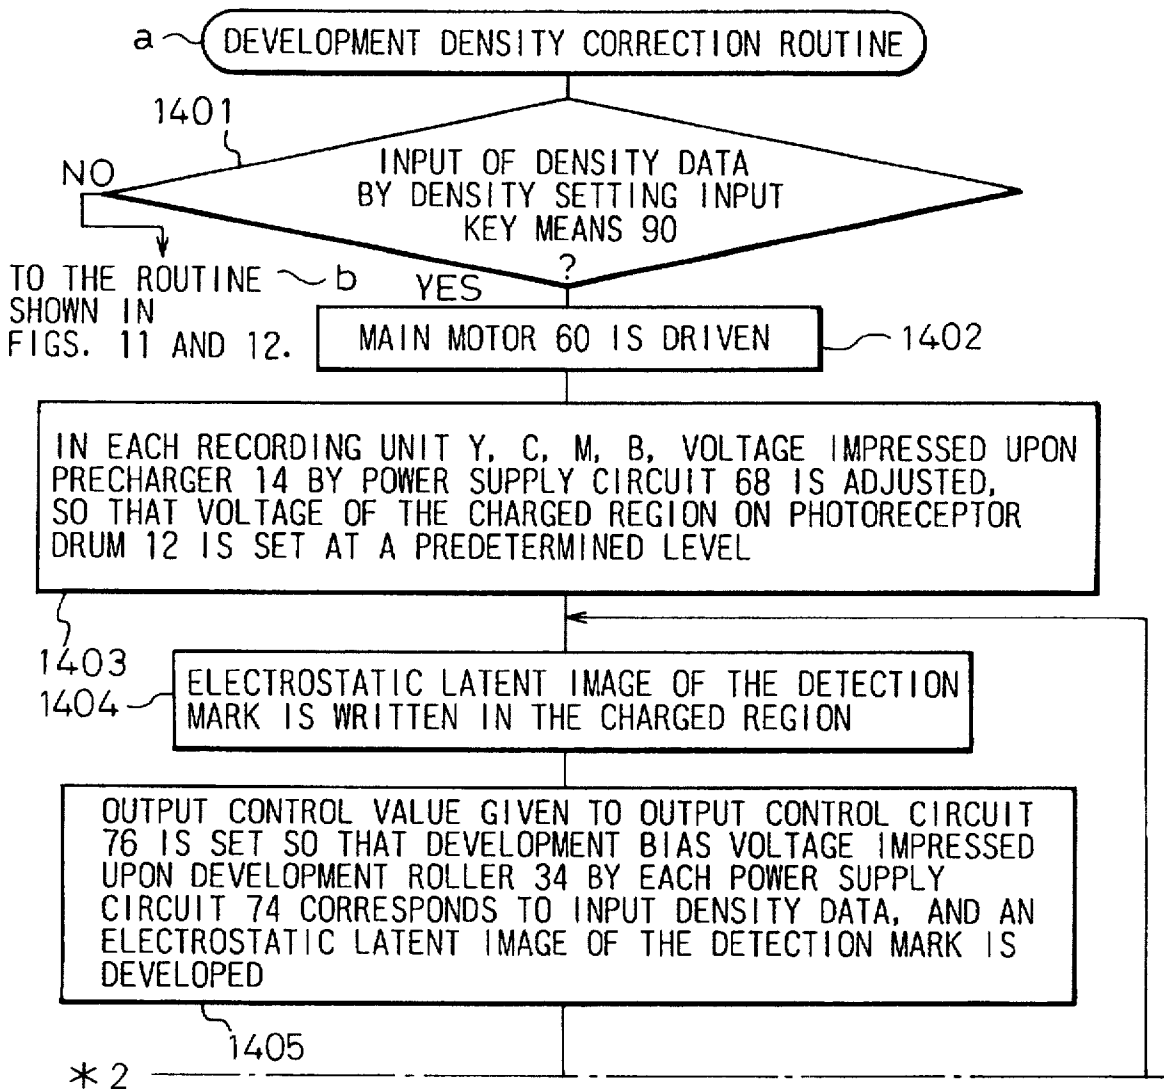 a
DEVELOPMENT DENSITY CORRECTION ROUTINE
1401
INPUT OF DENSITY DATA
BY DENSITY SETTING INPUT
KEY MEANS 90
?
NO
TO THE ROUTINE
b
SHOWN IN
FIGS. 11 AND 12.
YES
MAIN MOTOR 60 IS DRIVEN
1402
IN EACH RECORDING UNIT Y, C, M, B, VOLTAGE IMPRESSED UPON
PRECHARGER 14 BY POWER SUPPLY CIRCUIT 68 IS ADJUSTED,
SO THAT VOLTAGE OF THE CHARGED REGION ON PHOTORECEPTOR
DRUM 12 IS SET AT A PREDETERMINED LEVEL
1403
1404
ELECTROSTATIC LATENT IMAGE OF THE DETECTION
MARK IS WRITTEN IN THE CHARGED REGION
OUTPUT CONTROL VALUE GIVEN TO OUTPUT CONTROL CIRCUIT
76 IS SET SO THAT DEVELOPMENT BIAS VOLTAGE IMPRESSED
UPON DEVELOPMENT ROLLER 34 BY EACH POWER SUPPLY
CIRCUIT 74 CORRESPONDS TO INPUT DENSITY DATA, AND AN
ELECTROSTATIC LATENT IMAGE OF THE DETECTION MARK IS
DEVELOPED
1405
*2